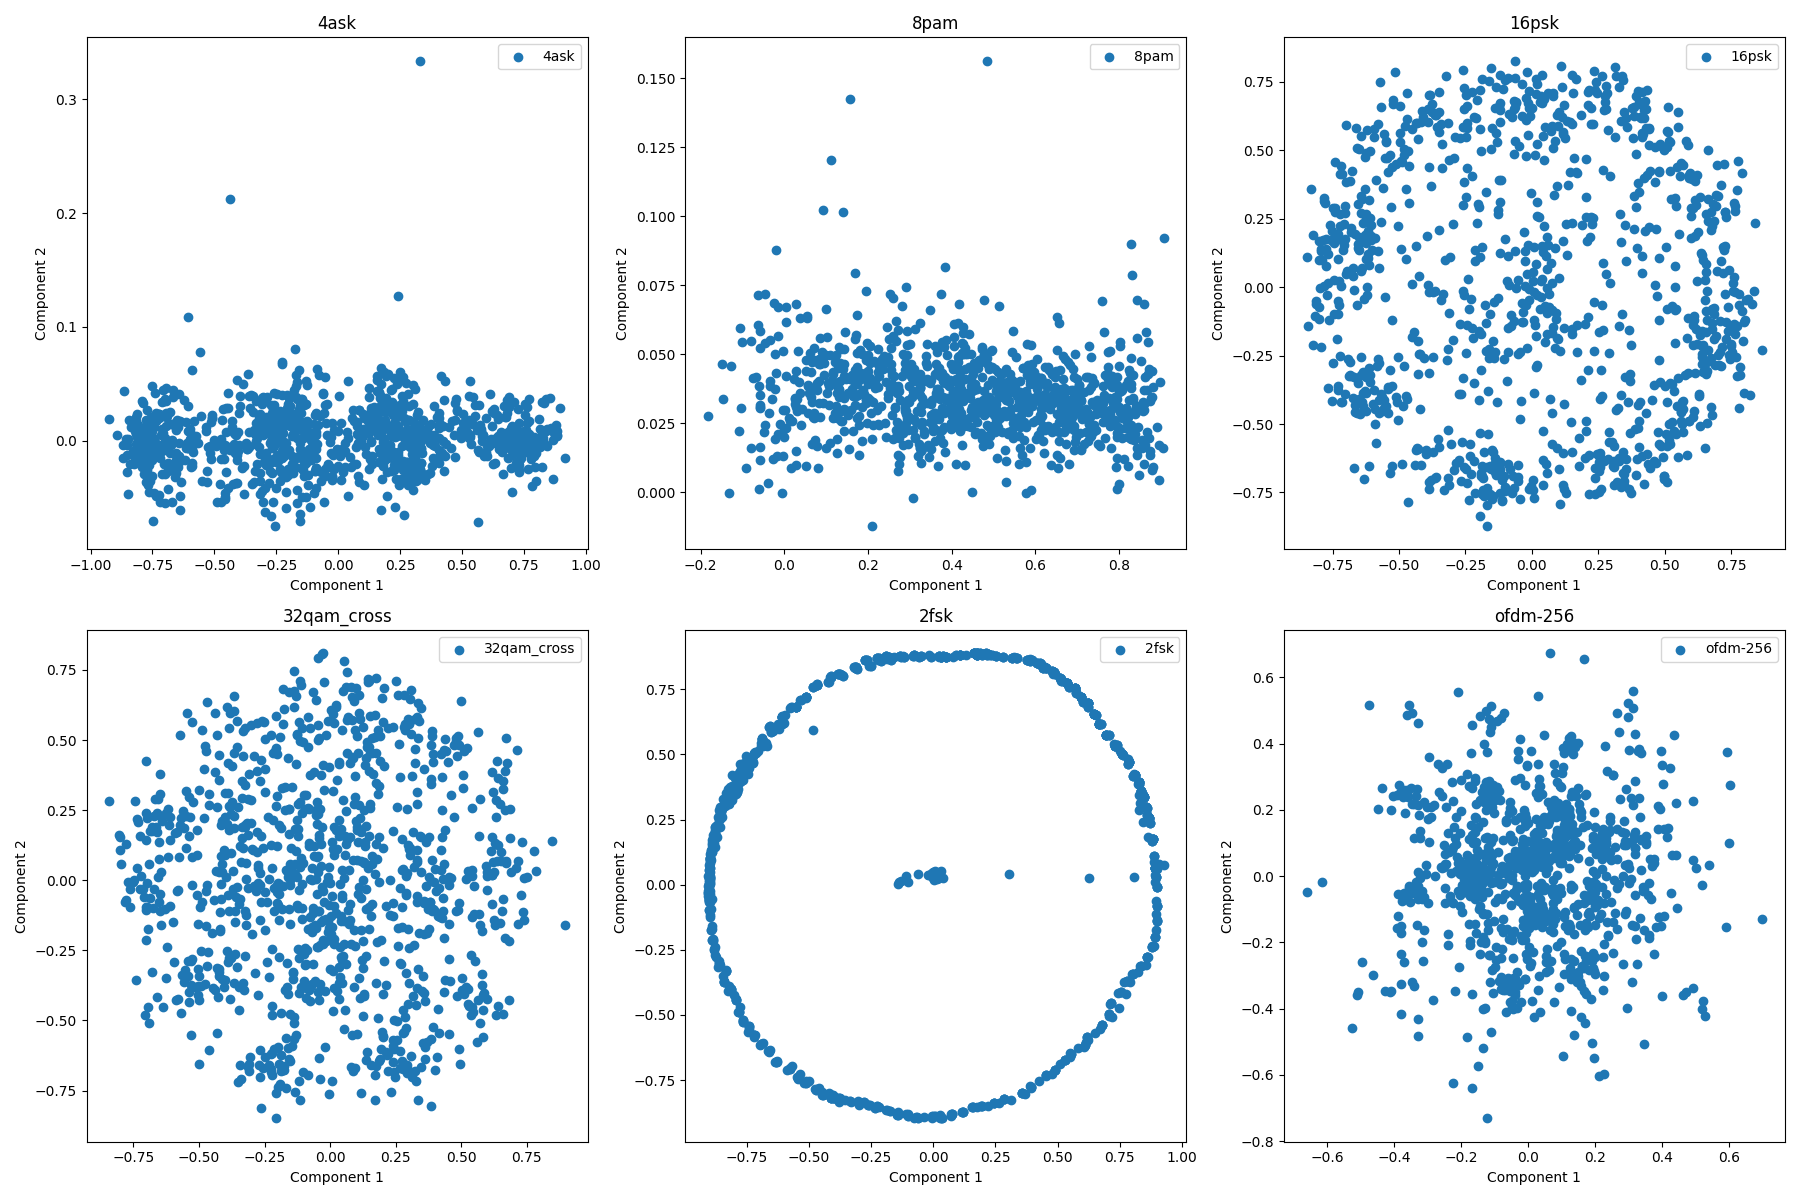 4ask
4ask
0.3
0.2
0.1
0.0
Component 2
−1.00 −0.75 −0.50 −0.25 0.00 0.25 0.50 0.75 1.00
Component 1
8pam
8pam
0.150
0.125
0.100
0.075
0.050
0.025
0.000
Component 2
−0.2 0.0 0.2 0.4 0.6 0.8
Component 1
16psk
16psk
0.75
0.50
0.25
0.00
−0.25
−0.50
−0.75
Component 2
−0.75 −0.50 −0.25 0.00 0.25 0.50 0.75
Component 1
32qam_cross
32qam_cross
0.75
0.50
0.25
0.00
−0.25
−0.50
−0.75
Component 2
−0.75 −0.50 −0.25 0.00 0.25 0.50 0.75
Component 1
2fsk
2fsk
0.75
0.50
0.25
0.00
−0.25
−0.50
−0.75
Component 2
−0.75 −0.50 −0.25 0.00 0.25 0.50 0.75 1.00
Component 1
ofdm-256
ofdm-256
0.6
0.4
0.2
0.0
−0.2
−0.4
−0.6
−0.8
Component 2
−0.6 −0.4 −0.2 0.0 0.2 0.4 0.6
Component 1